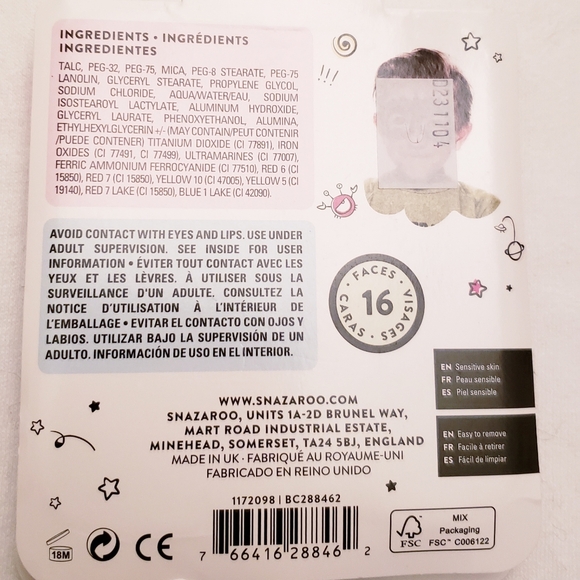 INGREDIENTS • INGRÉDIENTS
INGREDIENTES
TALC, PEG-32, PEG-75, MICA, PEG-8 STEARATE, PEG-75
LANOLIN, GLYCERYL STEARATE, PROPYLENE GLYCOL,
SODIUM CHLORIDE, AQUA/WATER/EAU, SODIUM
ISOSTEAROYL LACTYLATE, ALUMINUM HYDROXIDE,
GLYCERYL LAURATE, PHENOXYETHANOL, ALUMINA,
ETHYLHEXYLGLYCERIN +/- (MAY CONTAIN/PEUT CONTENIR
/PUEDE CONTENER) TITANIUM DIOXIDE (CI 77891), IRON
OXIDES (CI 77491, CI 77499), ULTRAMARINES (CI 77007),
FERRIC AMMONIUM FERROCYANIDE (CI 77510), RED 6 (CI
15850), RED 7 (CI 15850), YELLOW 10 (CI 47005), YELLOW 5 (CI
19140), RED 7 LAKE (CI 15850), BLUE 1 LAKE (CI 42090).
0231104
AVOID CONTACT WITH EYES AND LIPS. USE UNDER
ADULT SUPERVISION. SEE INSIDE FOR USER
INFORMATION • ÉVITER TOUT CONTACT AVEC LES
YEUX ET LES LÈVRES. À UTILISER SOUS LA
SURVEILLANCE D'UN ADULTE. CONSULTEZ LA
NOTICE D'UTILISATION À L'INTÉRIEUR DE
L'EMBALLAGE • EVITAR EL CONTACTO CON OJOS Y
LABIOS. UTILIZAR BAJO LA SUPERVISIÓN DE UN
ADULTO. INFORMACIÓN DE USO EN EL INTERIOR.
FACES • VISAGES • CARAS •
16
EN Sensitive skin
FR Peau sensible
ES Piel sensible
EN Easy to remove
FR Facile à retirer
ES Fácil de limpiar
WWW.SNAZAROO.COM
SNAZAROO, UNITS 1A-2D BRUNEL WAY,
MART ROAD INDUSTRIAL ESTATE,
MINEHEAD, SOMERSET, TA24 5BJ, ENGLAND
MADE IN UK • FABRIQUÉ AU ROYAUME-UNI
FABRICADO EN REINO UNIDO
1172098 | BC288462
18M
CE
7 66416 28846 2
FSC
MIX
Packaging
FSC™ C006122